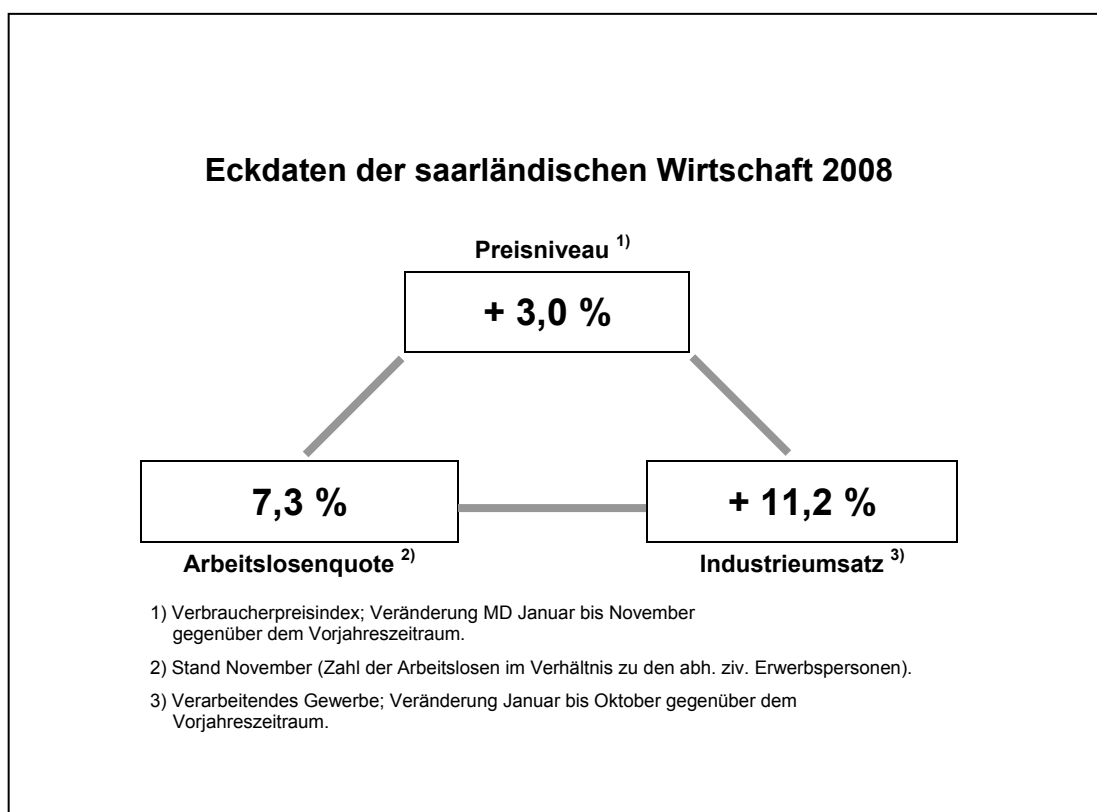 Eckdaten der saarländischen Wirtschaft 2008
Preisniveau 1)
+ 3,0 %
7,3 %
+ 11,2 %
Arbeitslosenquote 2)
Industrieumsatz 3)
1) Verbraucherpreisindex; Veränderung MD Januar bis November
gegenüber dem Vorjahreszeitraum.
2) Stand November (Zahl der Arbeitslosen im Verhältnis zu den abh. ziv. Erwerbspersonen).
3) Verarbeitendes Gewerbe; Veränderung Januar bis Oktober gegenüber dem
Vorjahreszeitraum.